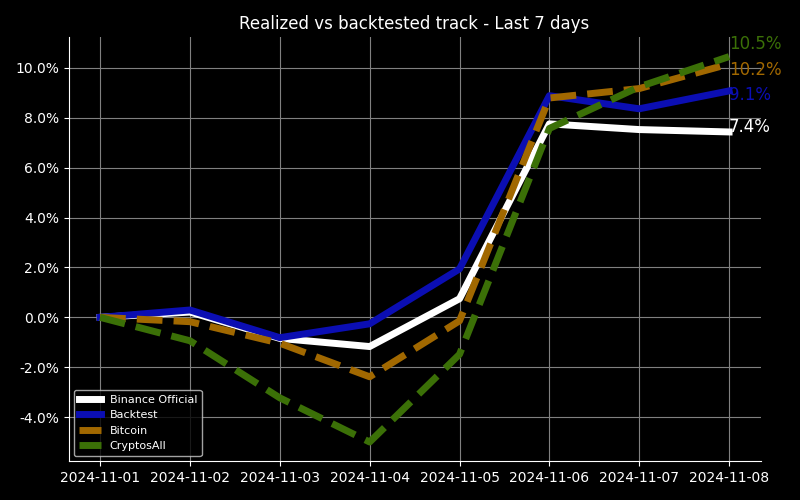 Realized vs backtested track - Last 7 days
10.5%
10.2%
9.1%
7.4%
10.0%
8.0%
6.0%
4.0%
2.0%
0.0%
-2.0%
-4.0%
Binance Official
Backtest
Bitcoin
CryptosAll
2024-11-01 2024-11-02 2024-11-03 2024-11-04 2024-11-05 2024-11-06 2024-11-07 2024-11-08